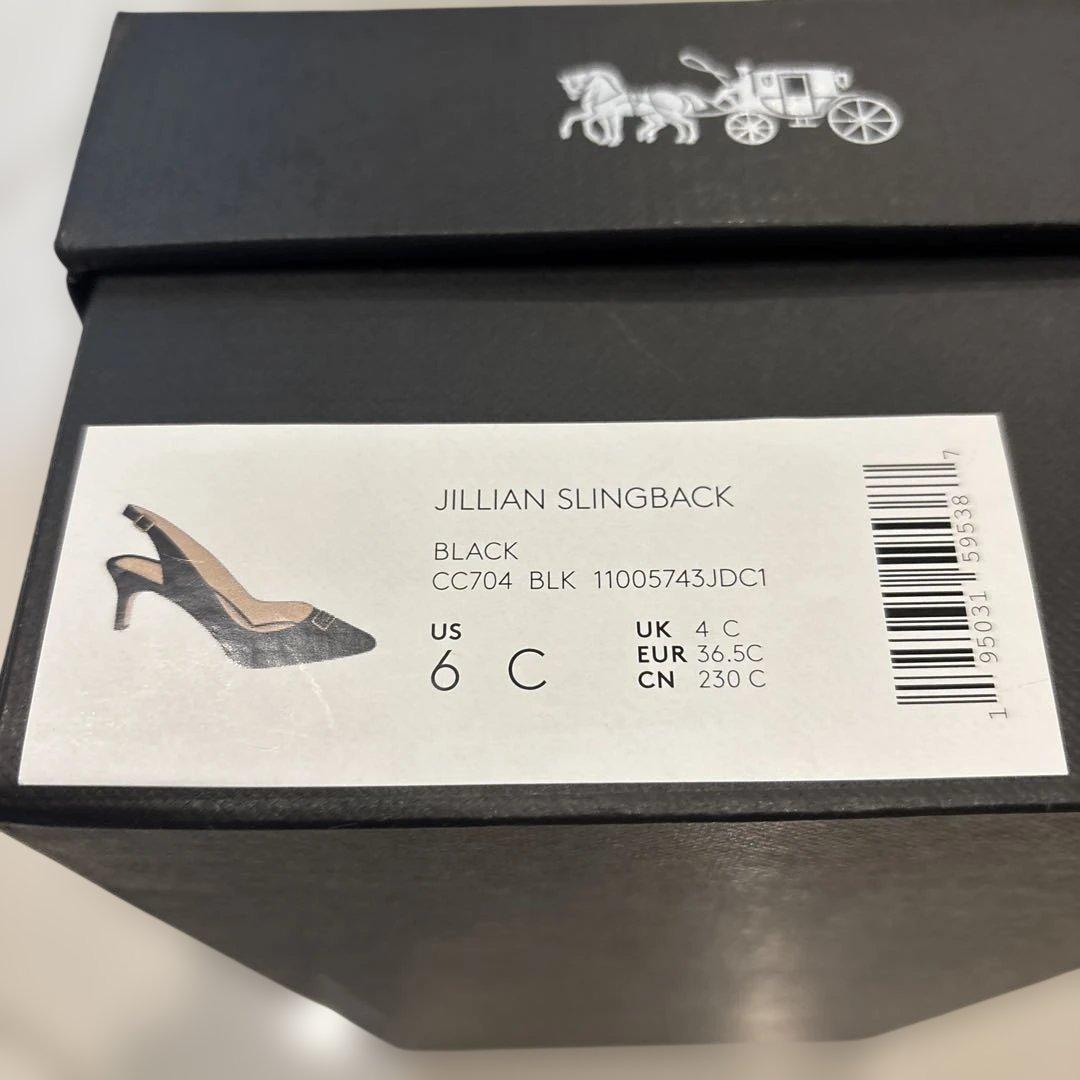 JILLIAN SLINGBACK
BLACK
CC704 BLK 11005743JDC1
US
6 C
UK 4 C
EUR 36.5C
CN 230 C
1 95031 59538 7